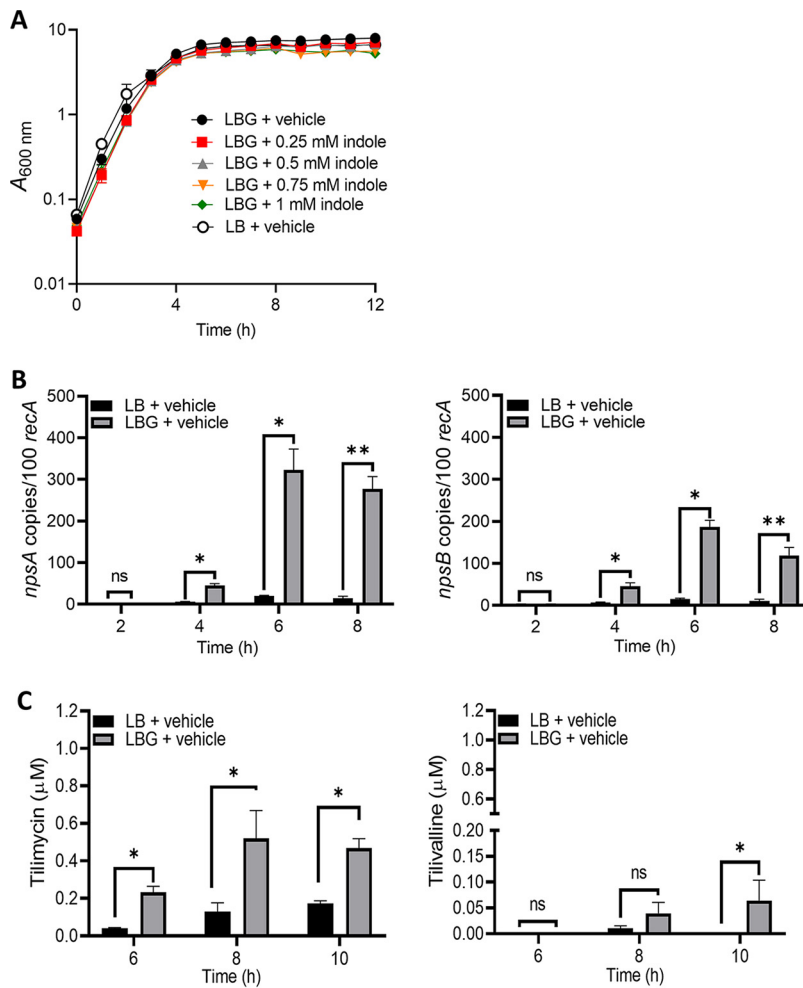 A
10
1
0.1
0.01
A600 nm
LBG + vehicle
LBG + 0.25 mM indole
LBG + 0.5 mM indole
LBG + 0.75 mM indole
LBG + 1 mM indole
LB + vehicle
0 4 8 12
Time (h)
B
500
400
300
200
100
0
npsA copies/100 recA
LB + vehicle
LBG + vehicle
ns
*
*
**
2 4 6 8
Time (h)
500
400
300
200
100
0
npsB copies/100 recA
LB + vehicle
LBG + vehicle
ns
*
*
**
2 4 6 8
Time (h)
C
1.2
1.0
0.8
0.6
0.4
0.2
0.0
Tilimycin (μM)
LB + vehicle
LBG + vehicle
*
*
*
6 8 10
Time (h)
1.2
1.0
0.8
0.6
0.20
0.15
0.10
0.05
0.00
Tilivalline (μM)
LB + vehicle
LBG + vehicle
ns
ns
*
6 8 10
Time (h)